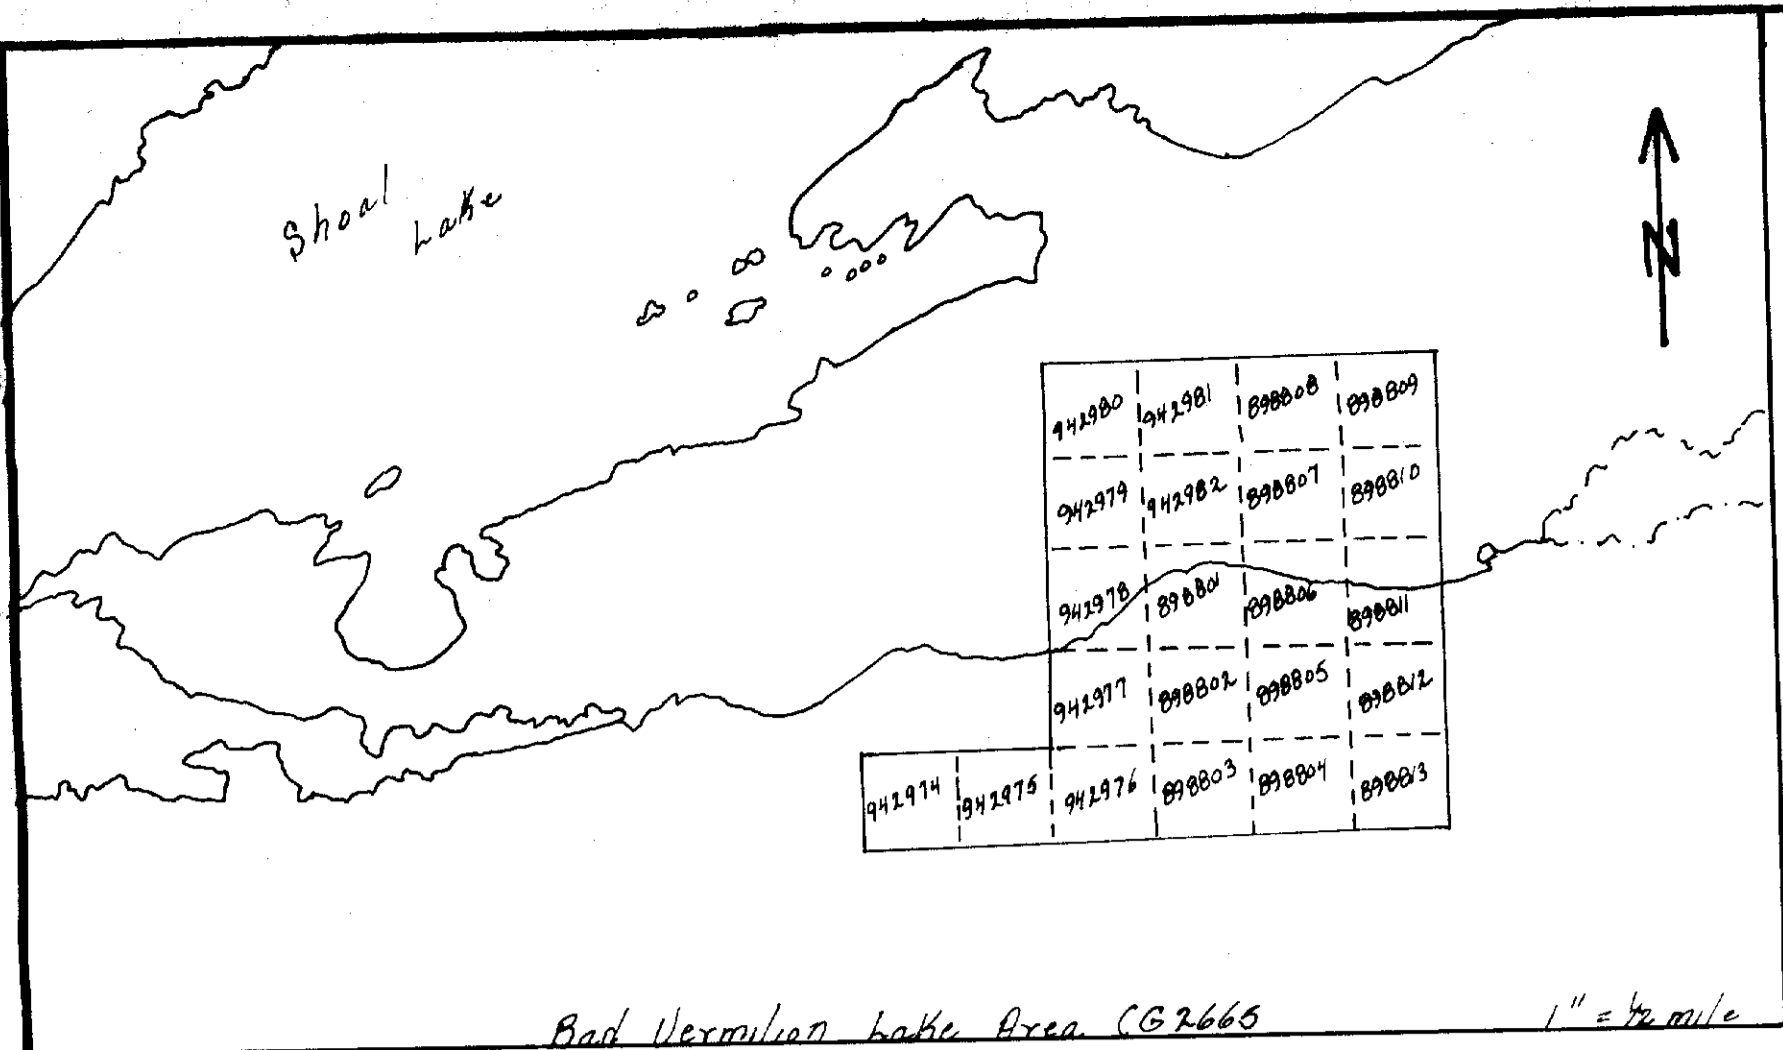 Shoal Lake
N
942980 942981 898808 898809
942979 942982 898807 898810
942978 898801 898806 898811
942977 898802 898805 898812
942974 942975 942976 898803 898804 898813
Bad Vermilion Lake Area CG2665
1" = 1/2 mile